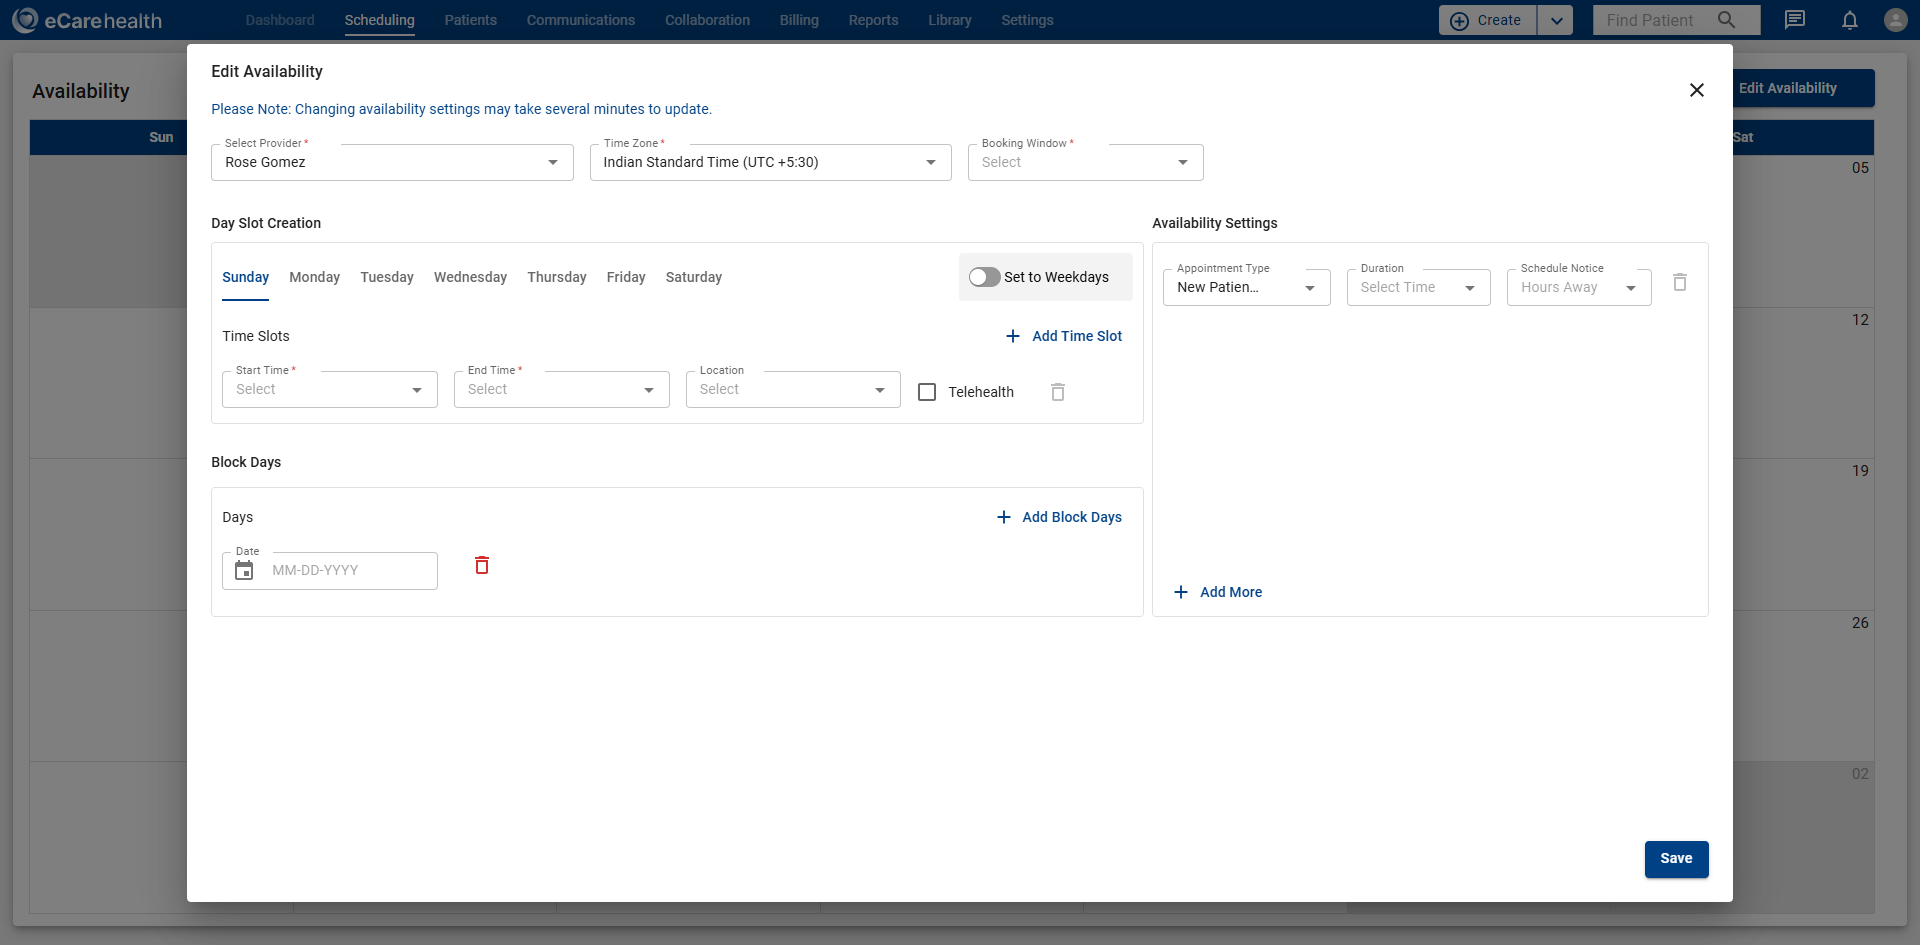 eCarehealth
Dashboard Scheduling Patients Communications Collaboration Billing Reports Library Settings
Create
Find Patient
Availability
Edit Availability
Sun
Sat
05
12
19
26
02
Edit Availability
Please Note: Changing availability settings may take several minutes to update.
Select Provider *
Rose Gomez
Time Zone *
Indian Standard Time (UTC +5:30)
Booking Window *
Select
Day Slot Creation
Sunday Monday Tuesday Wednesday Thursday Friday Saturday
Set to Weekdays
Time Slots
Add Time Slot
Start Time *
Select
End Time *
Select
Location
Select
Telehealth
Block Days
Days
Add Block Days
Date
MM-DD-YYYY
Availability Settings
Appointment Type
New Patien...
Duration
Select Time
Schedule Notice
Hours Away
Add More
Save